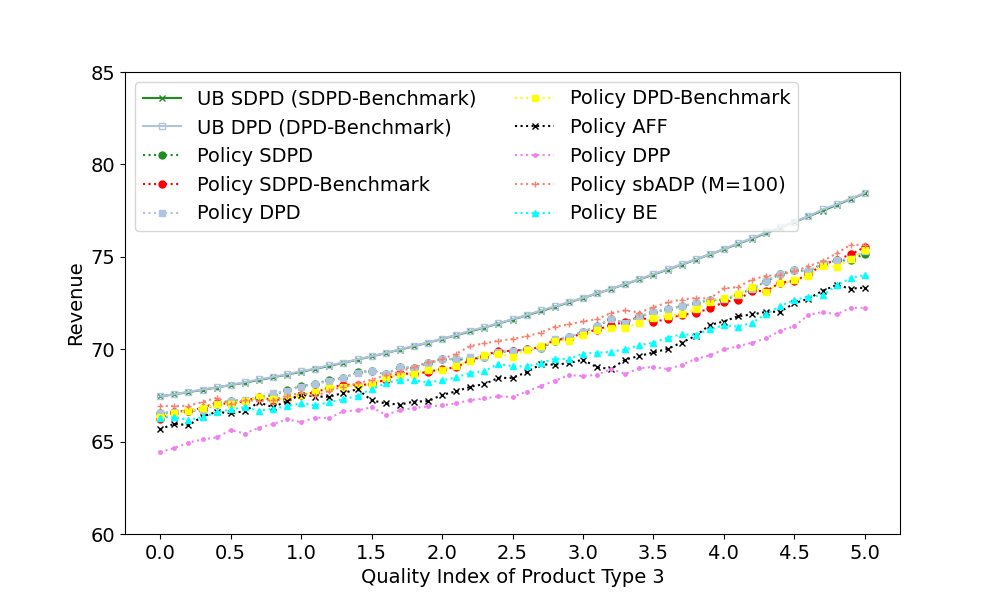 85
80
75
70
65
60
Revenue
UB SDPD (SDPD-Benchmark)
UB DPD (DPD-Benchmark)
Policy SDPD
Policy SDPD-Benchmark
Policy DPD
Policy DPD-Benchmark
Policy AFF
Policy DPP
Policy sbADP (M=100)
Policy BE
0.0 0.5 1.0 1.5 2.0 2.5 3.0 3.5 4.0 4.5 5.0
Quality Index of Product Type 3